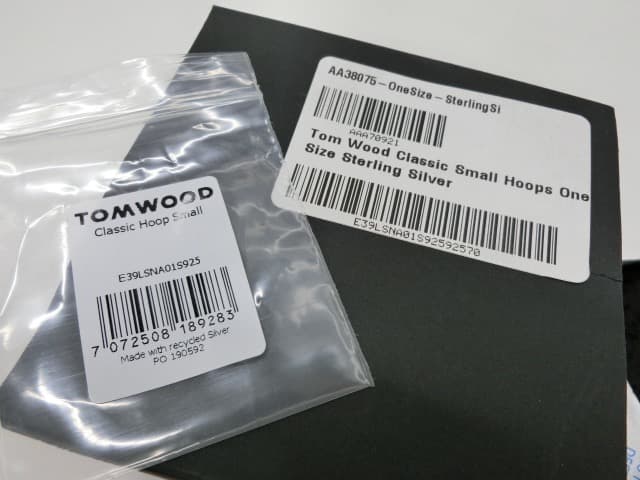 AA38075-OneSize-SterlingSi
AAA70921
Tom Wood Classic Small Hoops One
Size Sterling Silver
E39LSNA01S92592570
TOMWOOD
Classic Hoop Small
E39LSNA01S925
7 072508 189283
Made with recycled Silver
PO 190592